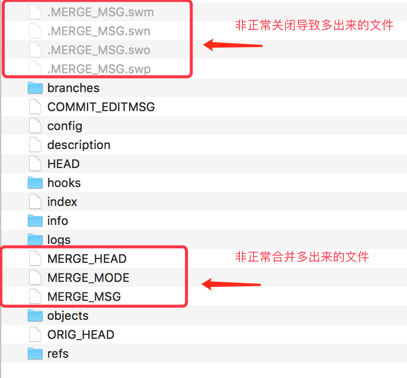 .MERGE_MSG.swm
非正常关闭导致多出来的文件
.MERGE_MSG.swn
.MERGE_MSG.swo
.MERGE_MSG.swp
branches
COMMIT_EDITMSG
config
description
HEAD
hooks
index
info
logs
MERGE_HEAD
非正常合并多出来的文件
MERGE_MODE
MERGE_MSG
objects
ORIG_HEAD
refs